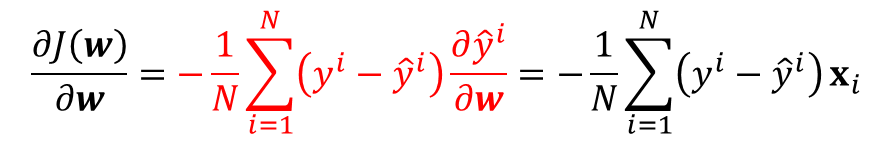 ∂J(w)/∂w = −1/N ∑_{i=1}^{N} (y^i − ŷ^i) ∂ŷ^i/∂w = −1/N ∑_{i=1}^{N} (y^i − ŷ^i) x_i